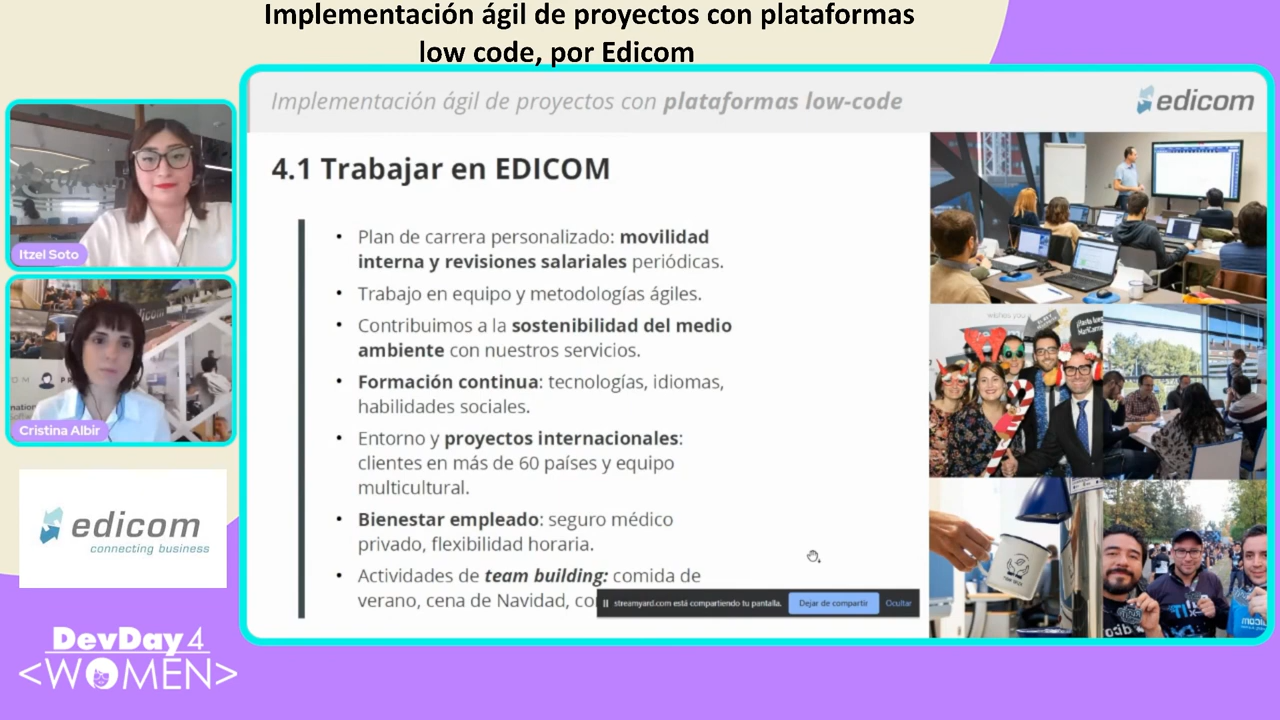 Implementación ágil de proyectos con plataformas
low code, por Edicom
Implementación ágil de proyectos con plataformas low-code
edicom
4.1 Trabajar en EDICOM
• Plan de carrera personalizado: movilidad
interna y revisiones salariales periódicas.
• Trabajo en equipo y metodologías ágiles.
• Contribuimos a la sostenibilidad del medio
ambiente con nuestros servicios.
• Formación continua: tecnologías, idiomas,
habilidades sociales.
• Entorno y proyectos internacionales:
clientes en más de 60 países y equipo
multicultural.
• Bienestar empleado: seguro médico
privado, flexibilidad horaria.
• Actividades de team building: comida de
verano, cena de Navidad,
streamyard.com está compartiendo tu pantalla.
Dejar de compartir
Ocultar
Itzel Soto
Cristina Albir
edicom
connecting business
DevDay4
<WOMEN>